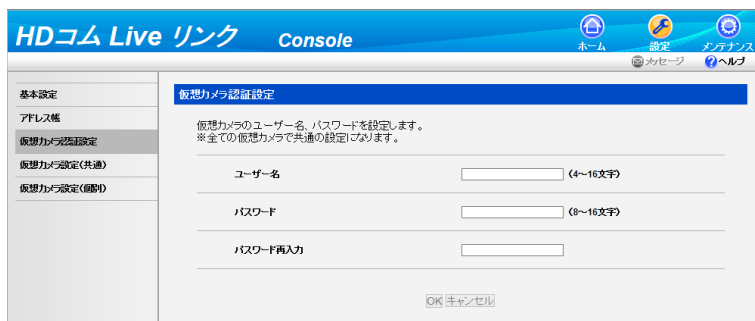 HDコム Live リンク Console
ホーム 設定 メンテナンス
メッセージ ヘルプ
基本設定
アドレス帳
仮想カメラ認証設定
仮想カメラ設定(共通)
仮想カメラ設定(個別)
仮想カメラ認証設定
仮想カメラのユーザー名、パスワードを設定します。
※全ての仮想カメラで共通の設定になります。
ユーザー名 (4～16文字)
パスワード (8～16文字)
パスワード再入力
OK キャンセル